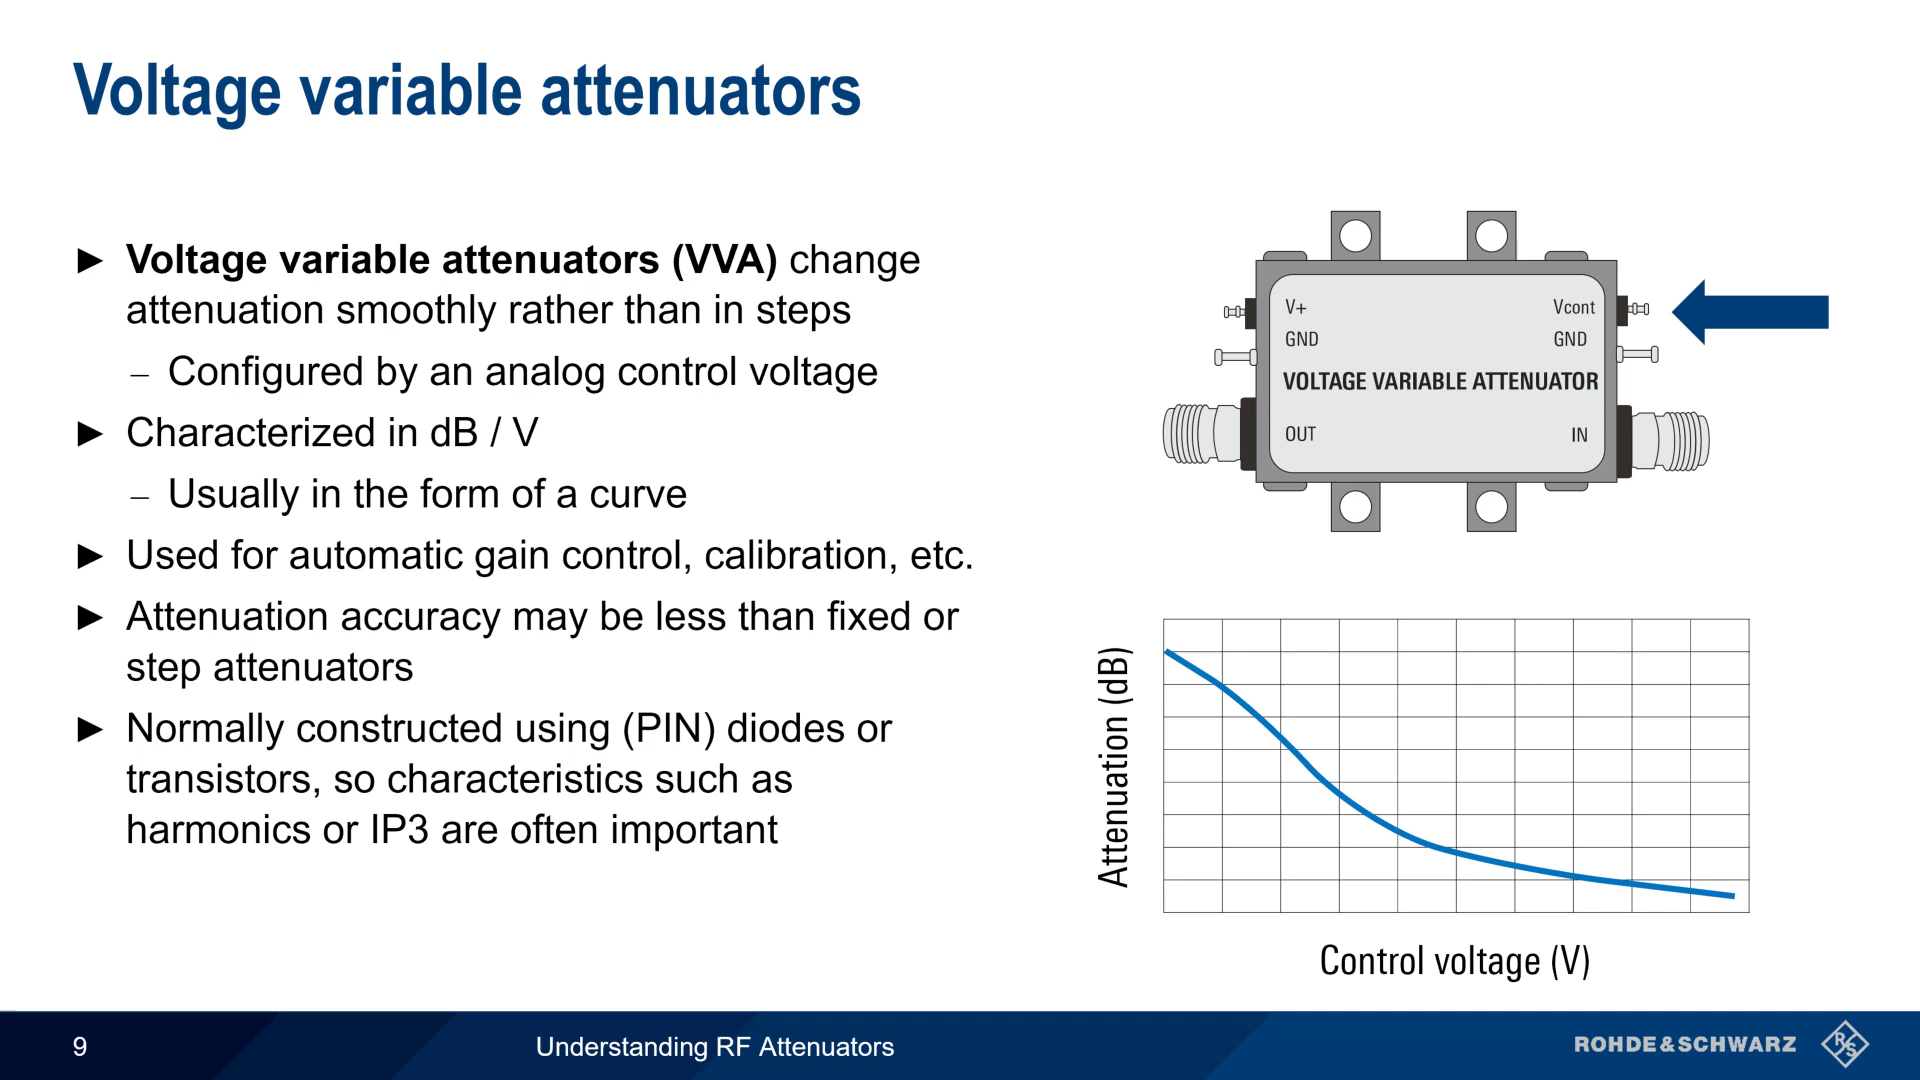 Voltage variable attenuators
► Voltage variable attenuators (VVA) change
attenuation smoothly rather than in steps
– Configured by an analog control voltage
► Characterized in dB / V
– Usually in the form of a curve
► Used for automatic gain control, calibration, etc.
► Attenuation accuracy may be less than fixed or
step attenuators
► Normally constructed using (PIN) diodes or
transistors, so characteristics such as
harmonics or IP3 are often important
V+ Vcont
GND GND
VOLTAGE VARIABLE ATTENUATOR
OUT IN
Attenuation (dB)
Control voltage (V)
9
Understanding RF Attenuators
ROHDE&SCHWARZ
R&S